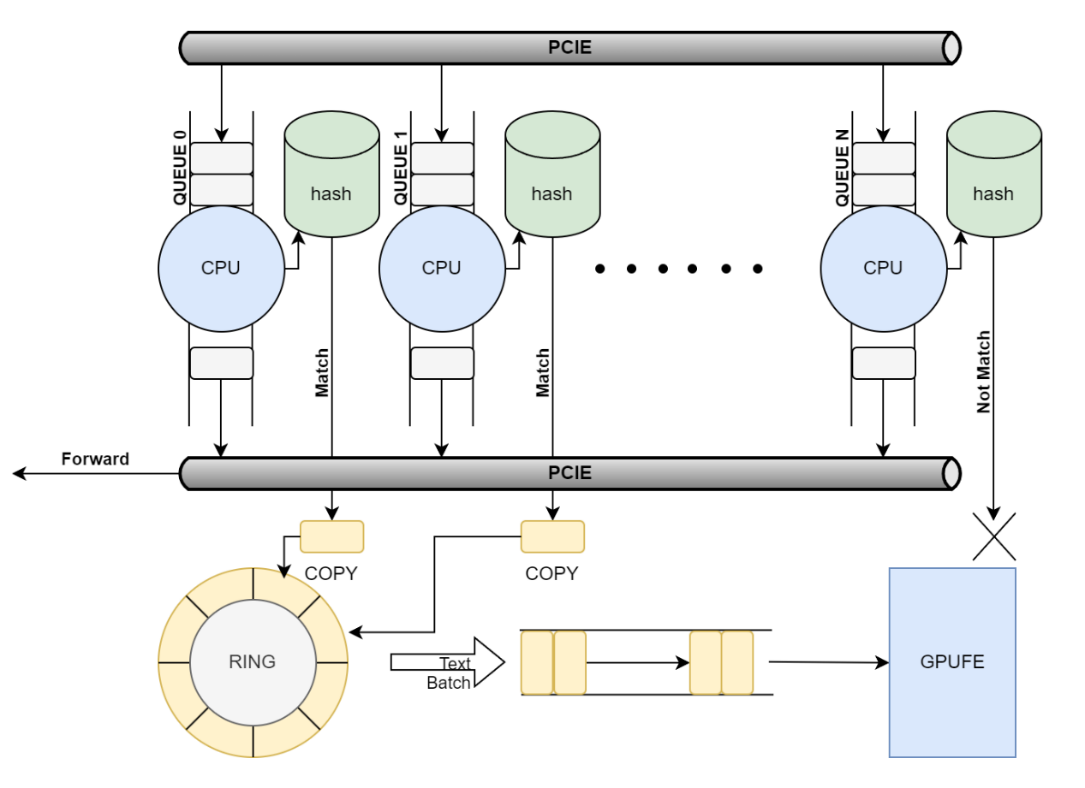 PCIE
QUEUE 0
hash
CPU
QUEUE 1
hash
CPU
QUEUE N
hash
CPU
Match
Match
Not Match
Forward
PCIE
COPY
COPY
RING
Text
Batch
GPUFE